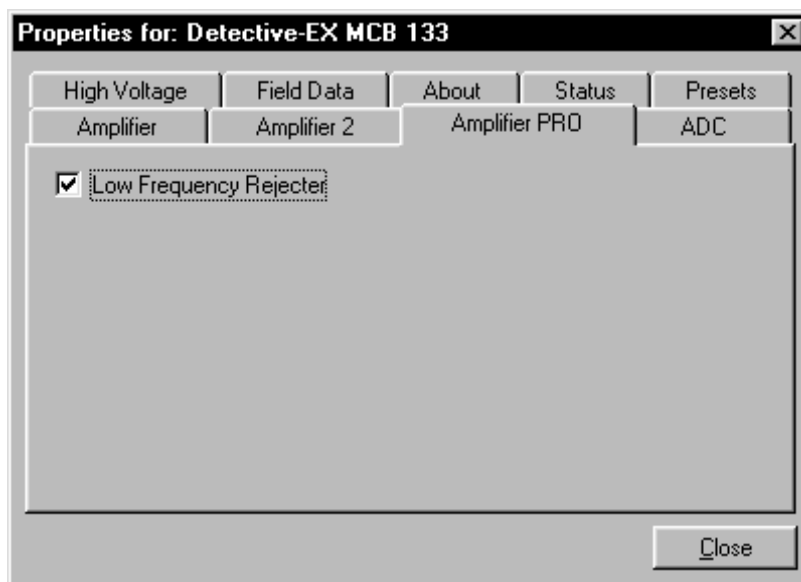 Properties for: Detective-EX MCB 133
High Voltage Field Data About Status Presets
Amplifier Amplifier 2 Amplifier PRO ADC
Low Frequency Rejecter
Close